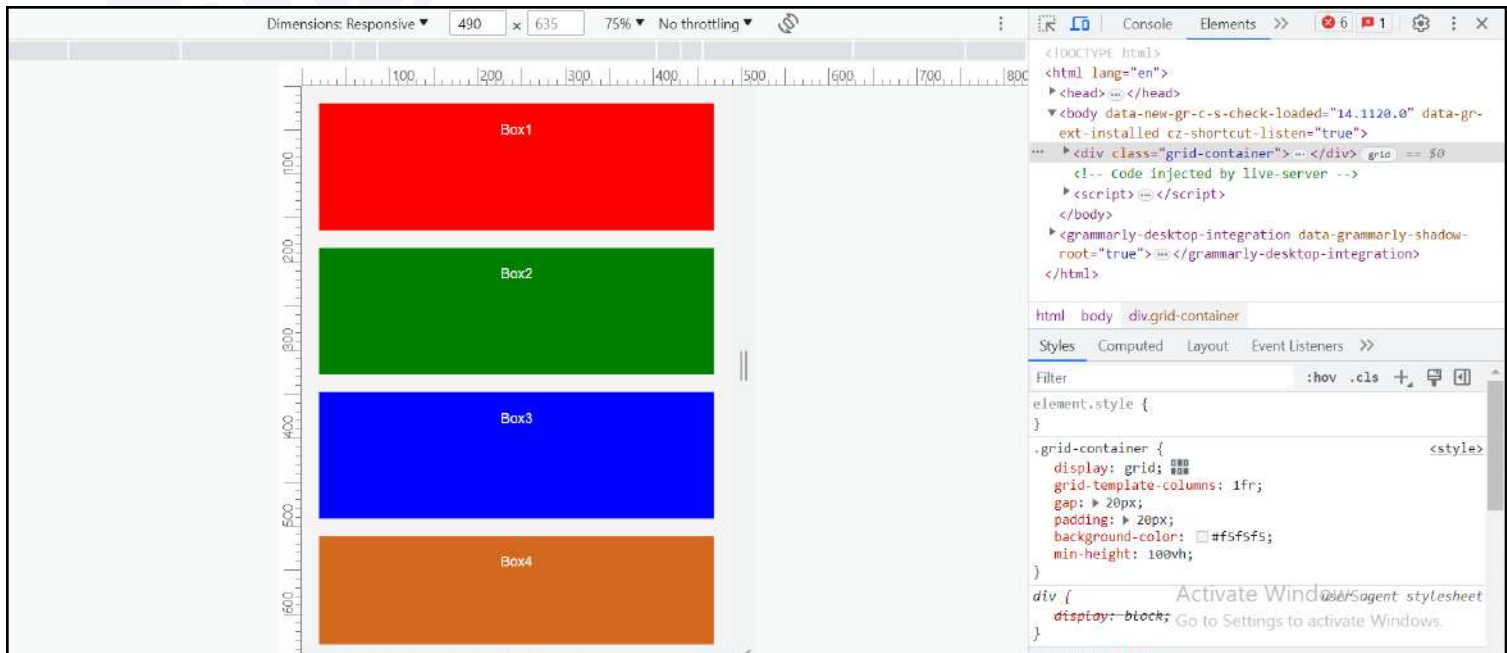 Dimensions: Responsive ▼ 490 × 635 75% ▼ No throttling ▼
Console Elements 6 1
100 200 300 400 500 600 700 800
100
200
300
400
500
600
Box1
Box2
Box3
Box4
<!DOCTYPE html>
<html lang="en">
▶<head>…</head>
▼<body data-new-gr-c-s-check-loaded="14.1120.0" data-gr-
ext-installed cz-shortcut-listen="true">
… ▶<div class="grid-container">…</div> grid == $0
<!-- Code injected by live-server -->
▶<script>…</script>
</body>
▶<grammarly-desktop-integration data-grammarly-shadow-
root="true">…</grammarly-desktop-integration>
</html>
html body div.grid-container
Styles Computed Layout Event Listeners
Filter :hov .cls
element.style {
}
.grid-container { <style>
display: grid;
grid-template-columns: 1fr;
gap: ▶ 20px;
padding: ▶ 20px;
background-color: #f5f5f5;
min-height: 100vh;
}
div { user agent stylesheet
display: block;
}
Activate Windows
Go to Settings to activate Windows.